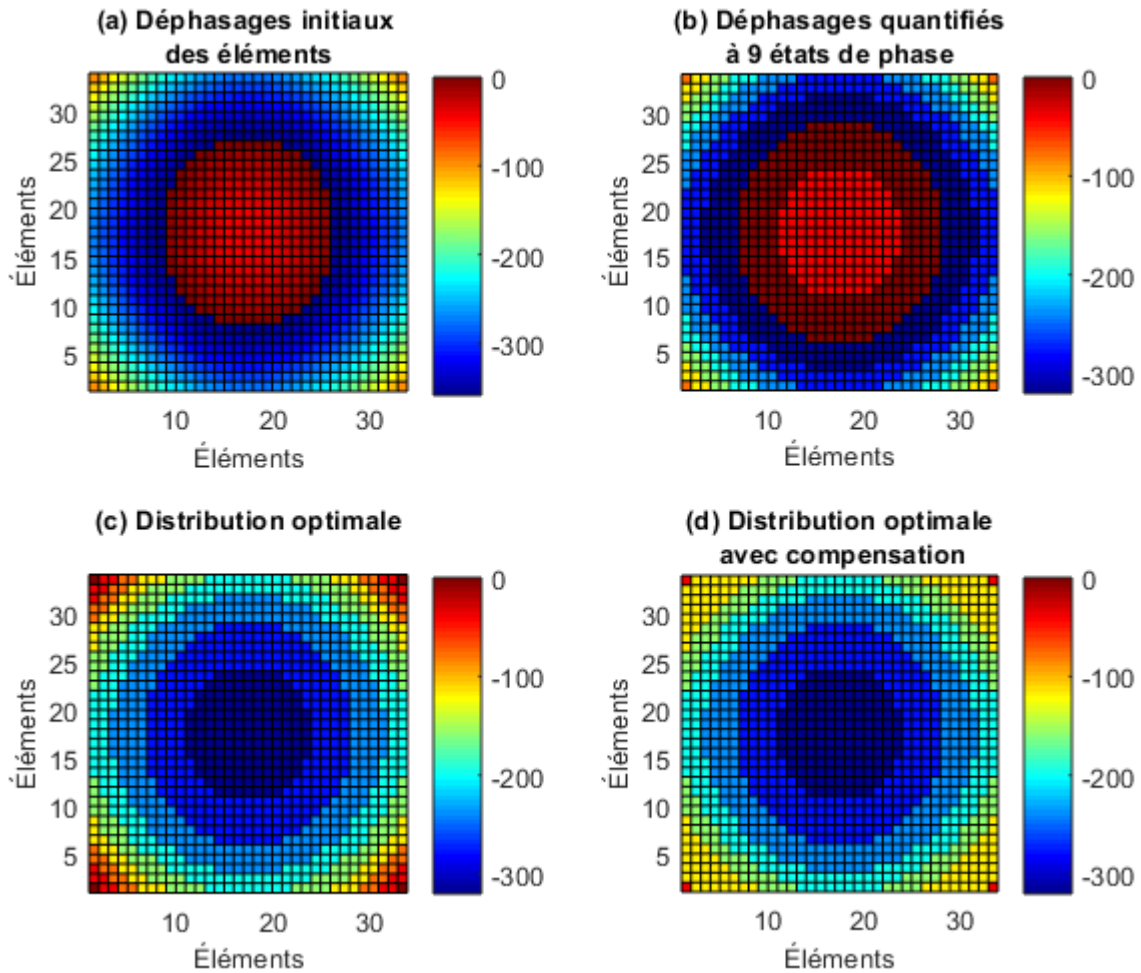 (a) Déphasages initiaux
des éléments
(b) Déphasages quantifiés
à 9 états de phase
0
-100
-200
-300
30
25
20
15
10
5
10 20 30
Éléments
Éléments
0
-100
-200
-300
30
25
20
15
10
5
10 20 30
Éléments
Éléments
(c) Distribution optimale
(d) Distribution optimale
avec compensation
0
-100
-200
-300
30
25
20
15
10
5
10 20 30
Éléments
Éléments
0
-100
-200
-300
30
25
20
15
10
5
10 20 30
Éléments
Éléments